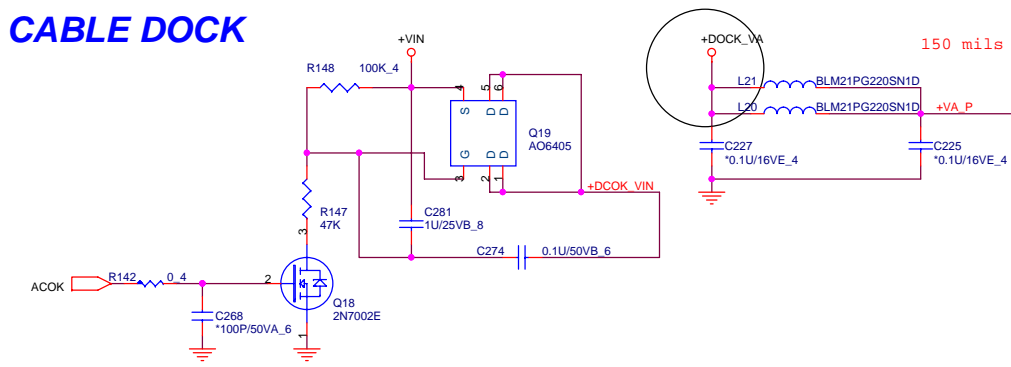 CABLE DOCK
+VIN
+DOCK_VA
150 mils
R148
100K_4
L21
BLM21PG220SN1D
L20
BLM21PG220SN1D
+VA_P
4
5
6
S
D
D
Q19
AO6405
G
D
D
3
2
1
C227
*0.1U/16VE_4
C225
*0.1U/16VE_4
+DCOK_VIN
R147
47K
C281
1U/25VB_8
3
C274
0.1U/50VB_6
ACOK
R142
0_4
2
Q18
2N7002E
C268
*100P/50VA_6
1